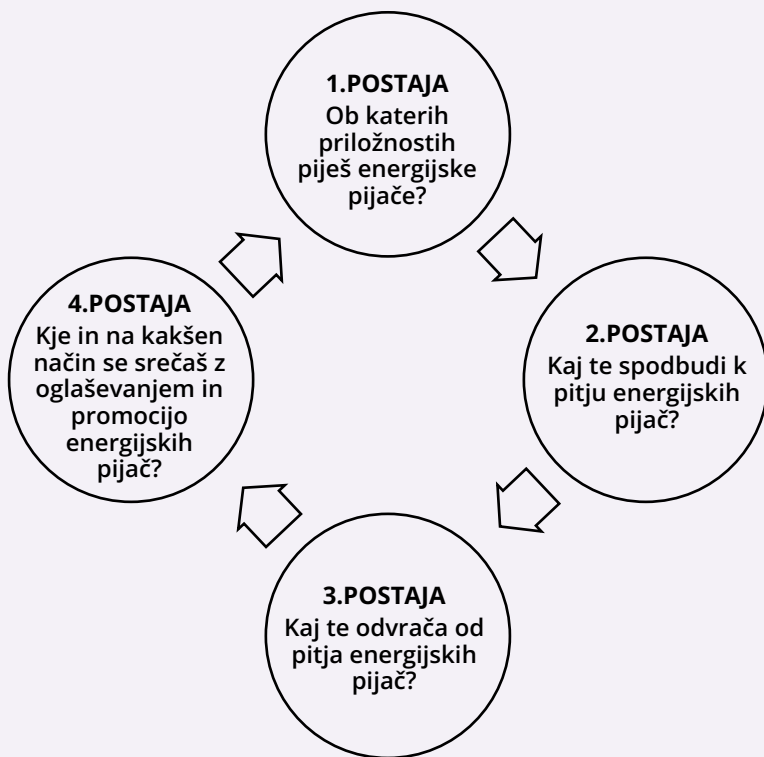 1.POSTAJA
Ob katerih
priložnostih
piješ energijske
pijače?
2.POSTAJA
Kaj te spodbudi k
pitju energijskih
pijač?
3.POSTAJA
Kaj te odvrača od
pitja energijskih
pijač?
4.POSTAJA
Kje in na kakšen
način se srečaš z
oglaševanjem in
promocijo
energijskih
pijač?